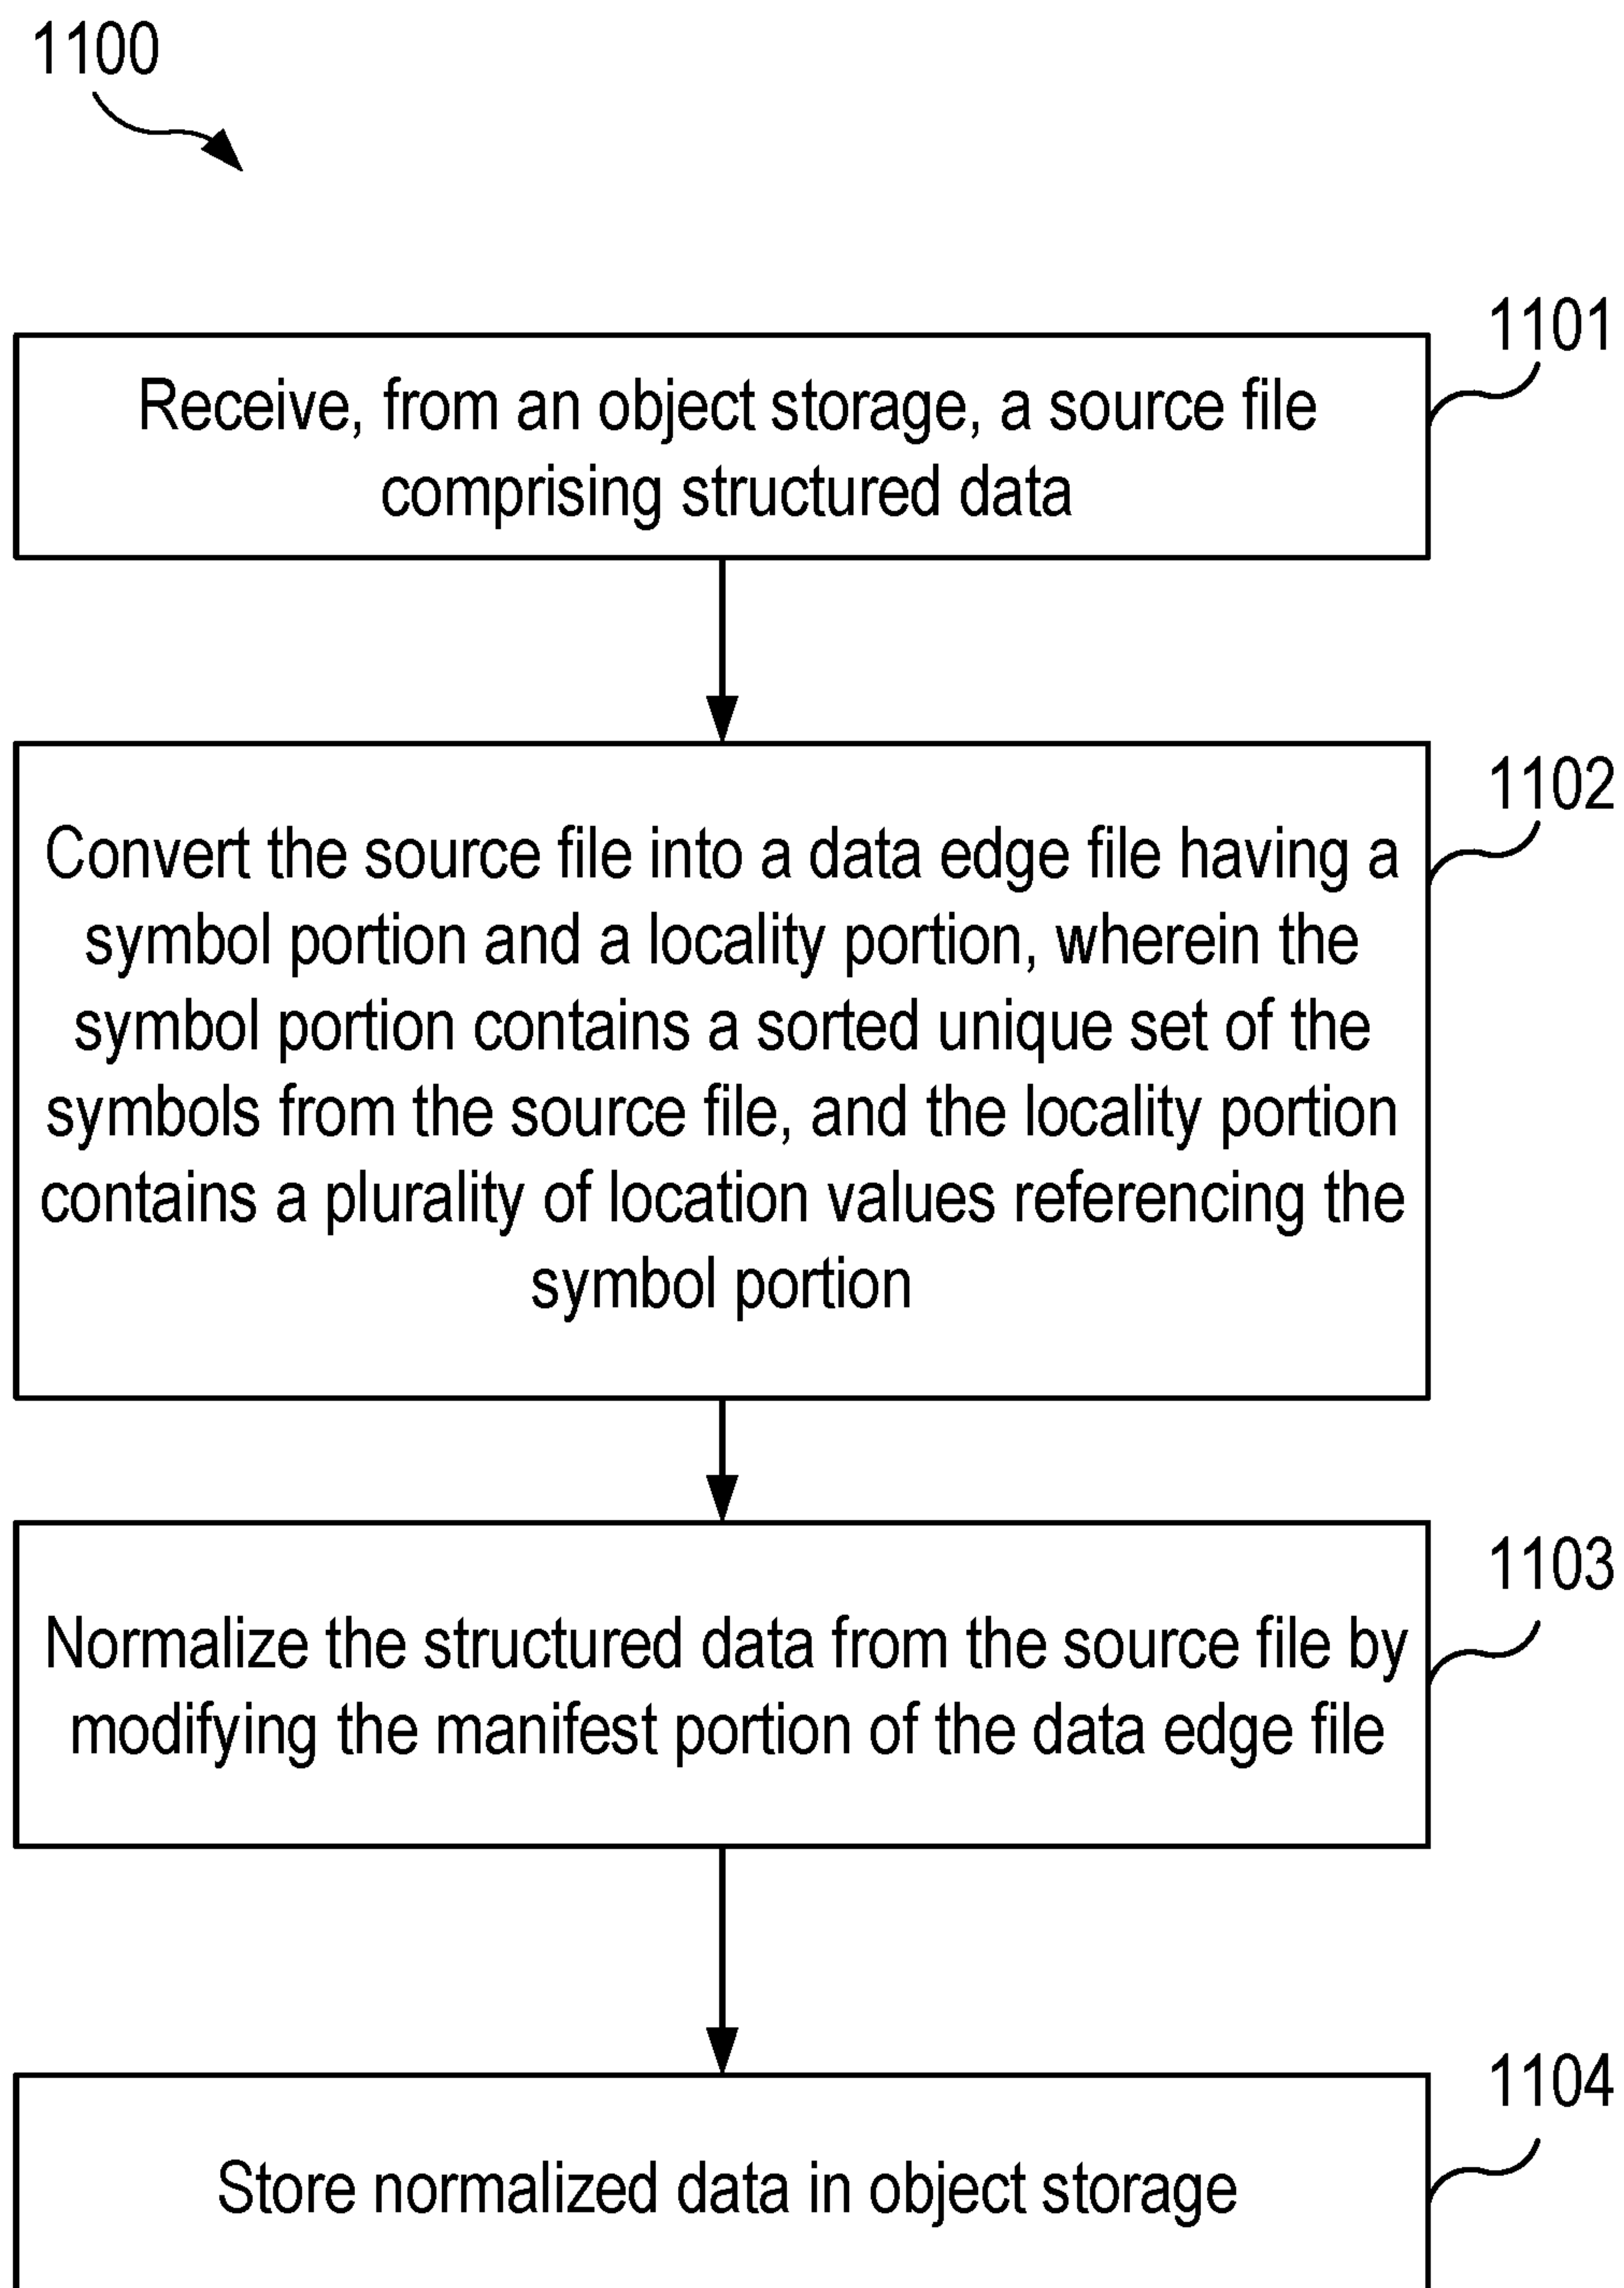 1100
1101
Receive, from an object storage, a source file
comprising structured data
1102
Convert the source file into a data edge file having a
symbol portion and a locality portion, wherein the
symbol portion contains a sorted unique set of the
symbols from the source file, and the locality portion
contains a plurality of location values referencing the
symbol portion
1103
Normalize the structured data from the source file by
modifying the manifest portion of the data edge file
1104
Store normalized data in object storage